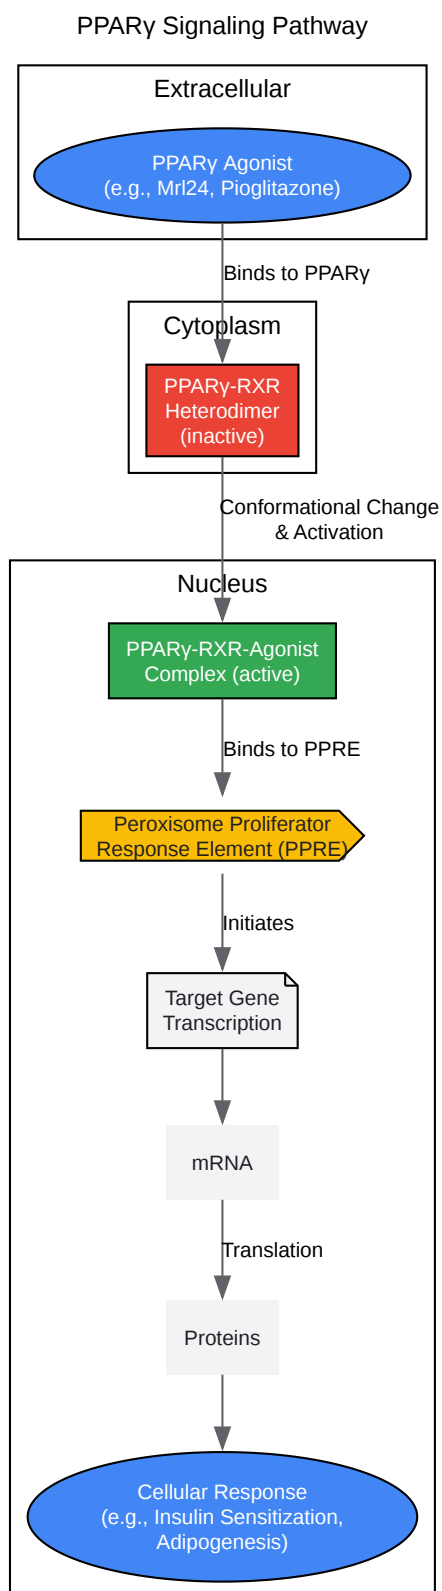 PPARγ Signaling Pathway
Extracellular
PPARγ Agonist
(e.g., Mrl24, Pioglitazone)
Binds to PPARγ
Cytoplasm
PPARγ-RXR
Heterodimer
(inactive)
Conformational Change
& Activation
Nucleus
PPARγ-RXR-Agonist
Complex (active)
Binds to PPRE
Peroxisome Proliferator
Response Element (PPRE)
Initiates
Target Gene
Transcription
mRNA
Translation
Proteins
Cellular Response
(e.g., Insulin Sensitization,
Adipogenesis)